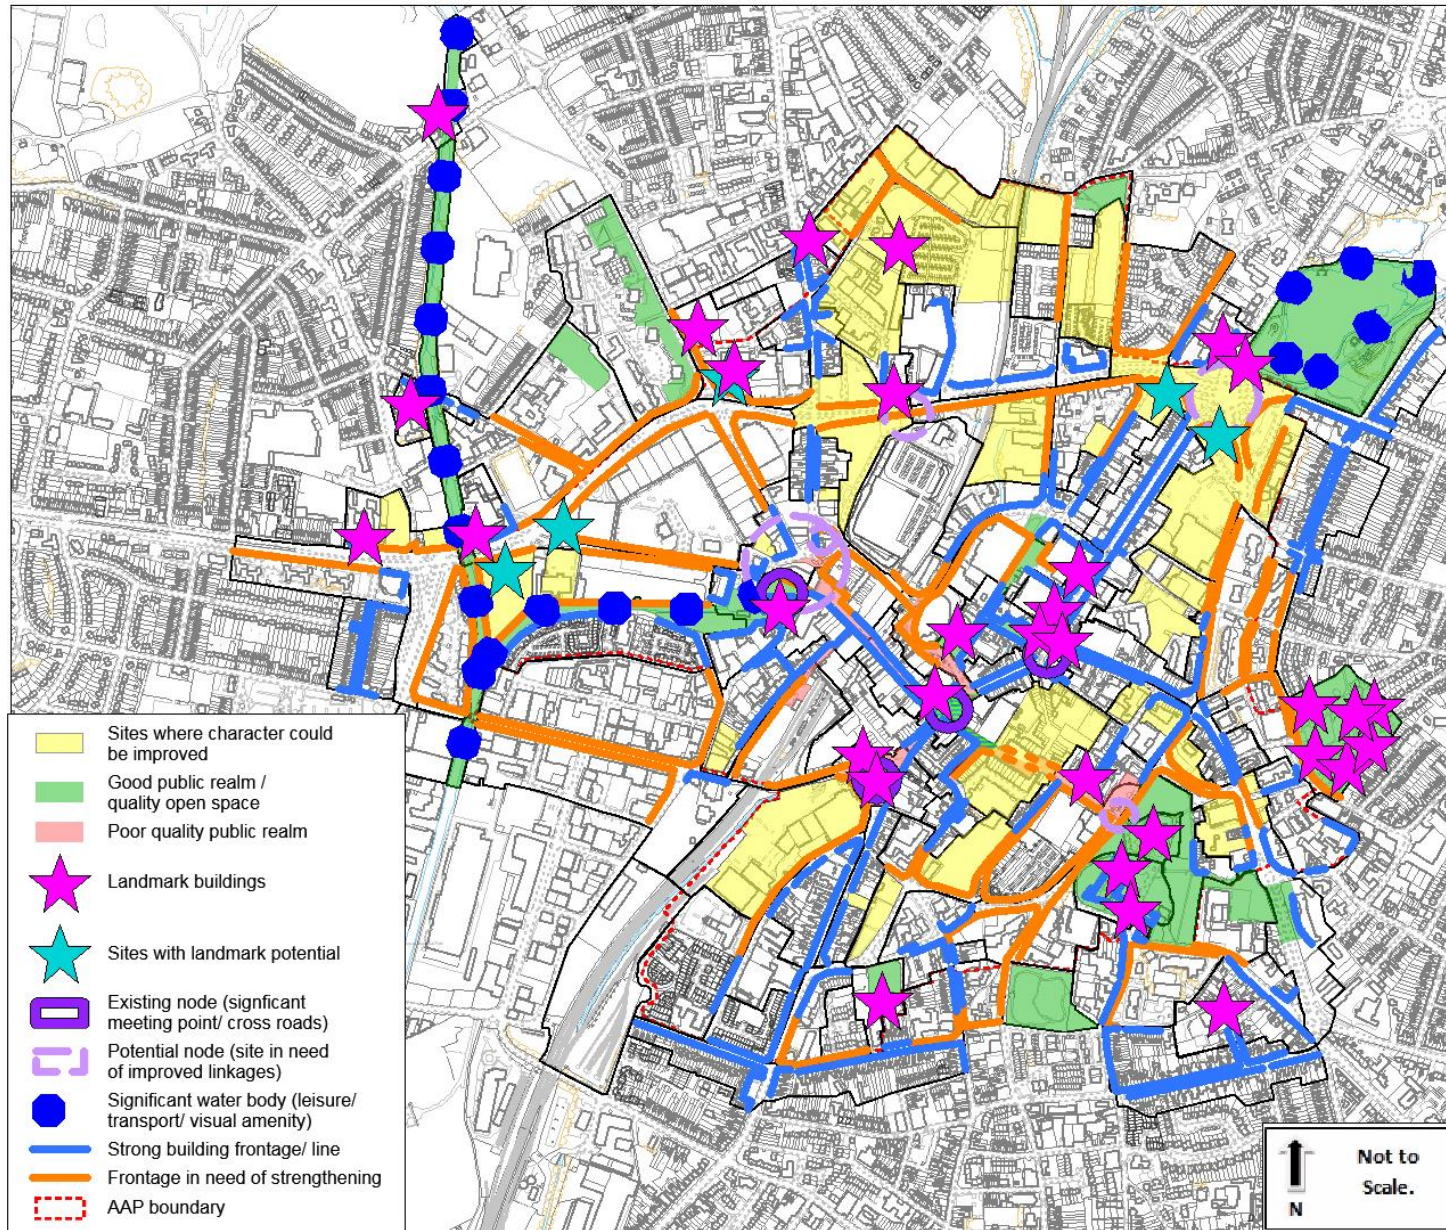 Sites where character could
be improved
Good public realm /
quality open space
Poor quality public realm
Landmark buildings
Sites with landmark potential
Existing node (signficant
meeting point/ cross roads)
Potential node (site in need
of improved linkages)
Significant water body (leisure/
transport/ visual amenity)
Strong building frontage/ line
Frontage in need of strengthening
AAP boundary
Not to
Scale.
N